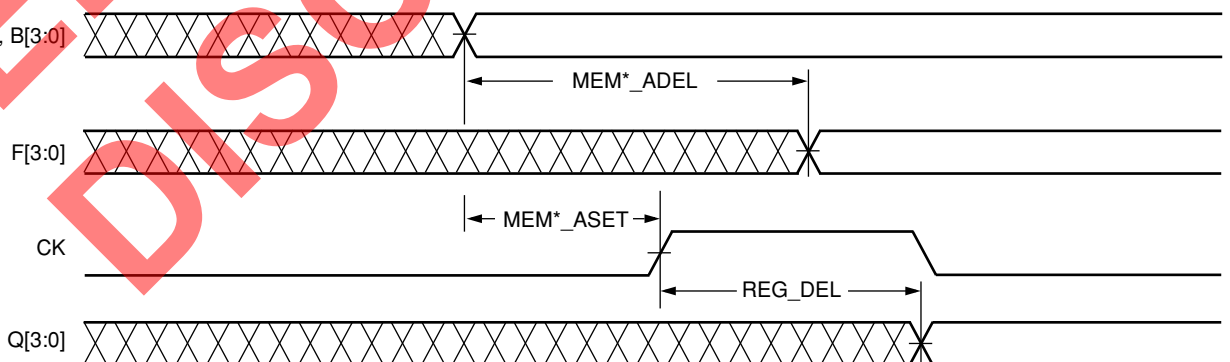 , B[3:0]
MEM*_ADEL
F[3:0]
MEM*_ASET
CK
REG_DEL
Q[3:0]
DISC